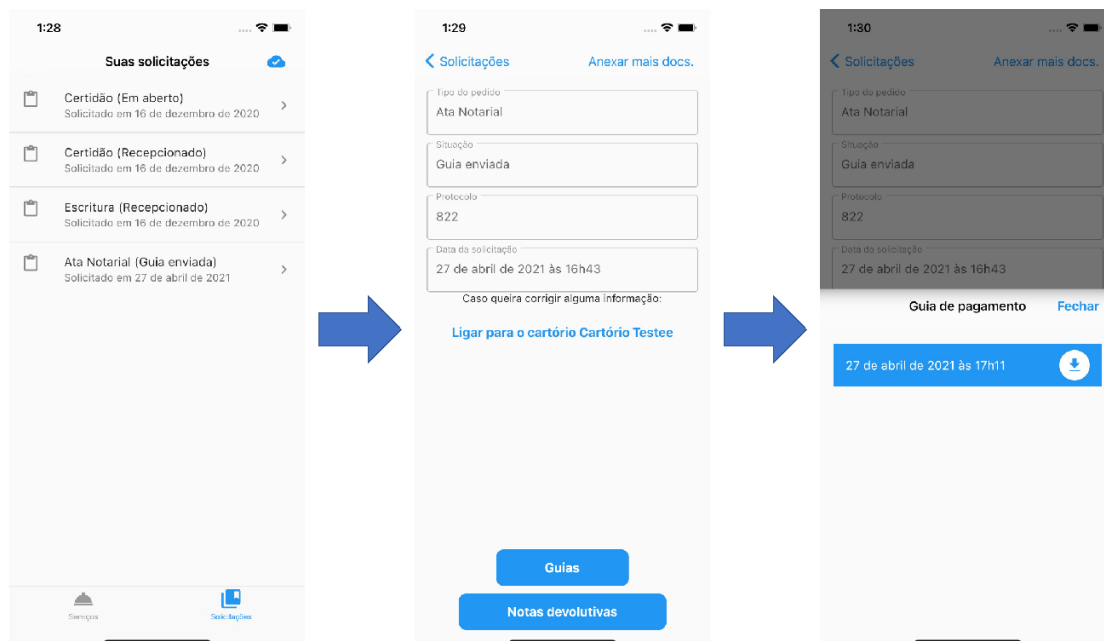 1:28
Suas solicitações
Certidão (Em aberto)
Solicitado em 16 de dezembro de 2020
Certidão (Recepcionado)
Solicitado em 16 de dezembro de 2020
Escritura (Recepcionado)
Solicitado em 16 de dezembro de 2020
Ata Notarial (Guia enviada)
Solicitado em 27 de abril de 2021
Serviços
Solicitações
1:29
Solicitações
Anexar mais docs.
Tipo do pedido
Ata Notarial
Situação
Guia enviada
Protocolo
822
Data da solicitação
27 de abril de 2021 às 16h43
Caso queira corrigir alguma informação:
Ligar para o cartório Cartório Testee
Guias
Notas devolutivas
1:30
Solicitações
Anexar mais docs.
Tipo do pedido
Ata Notarial
Situação
Guia enviada
Protocolo
822
Data da solicitação
27 de abril de 2021 às 16h43
Guia de pagamento
Fechar
27 de abril de 2021 às 17h11